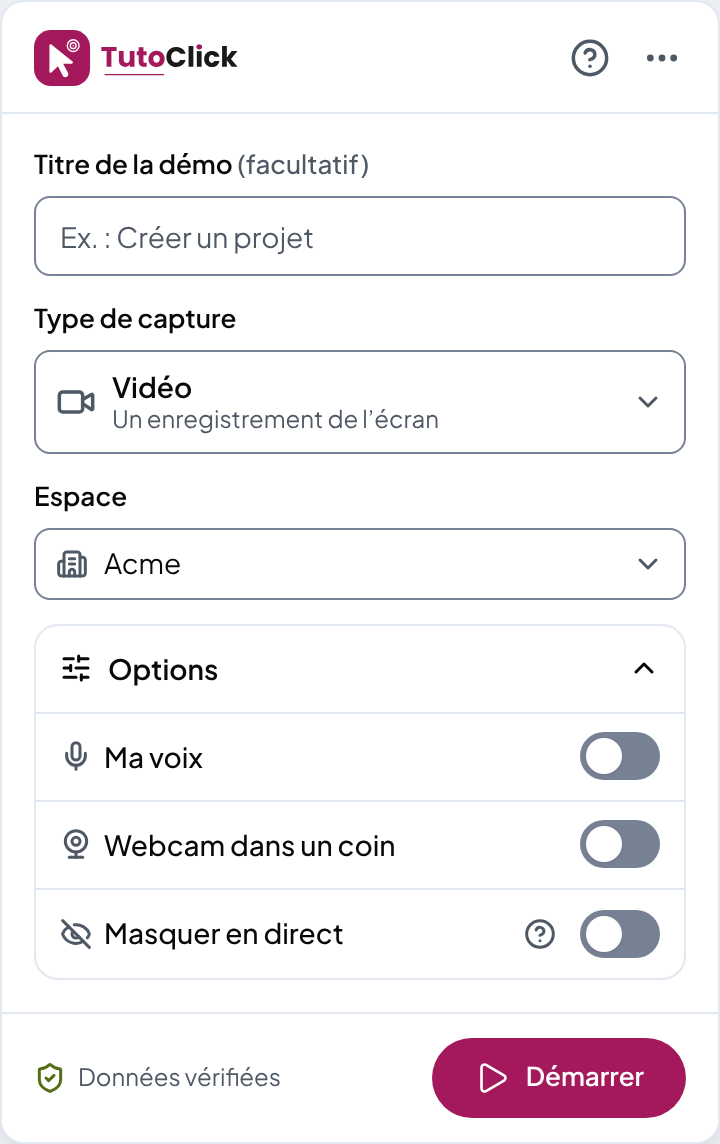 TutoClick
Titre de la démo (facultatif)
Ex. : Créer un projet
Type de capture
Vidéo
Un enregistrement de l’écran
Espace
Acme
Options
Ma voix
Webcam dans un coin
Masquer en direct
Données vérifiées
Démarrer